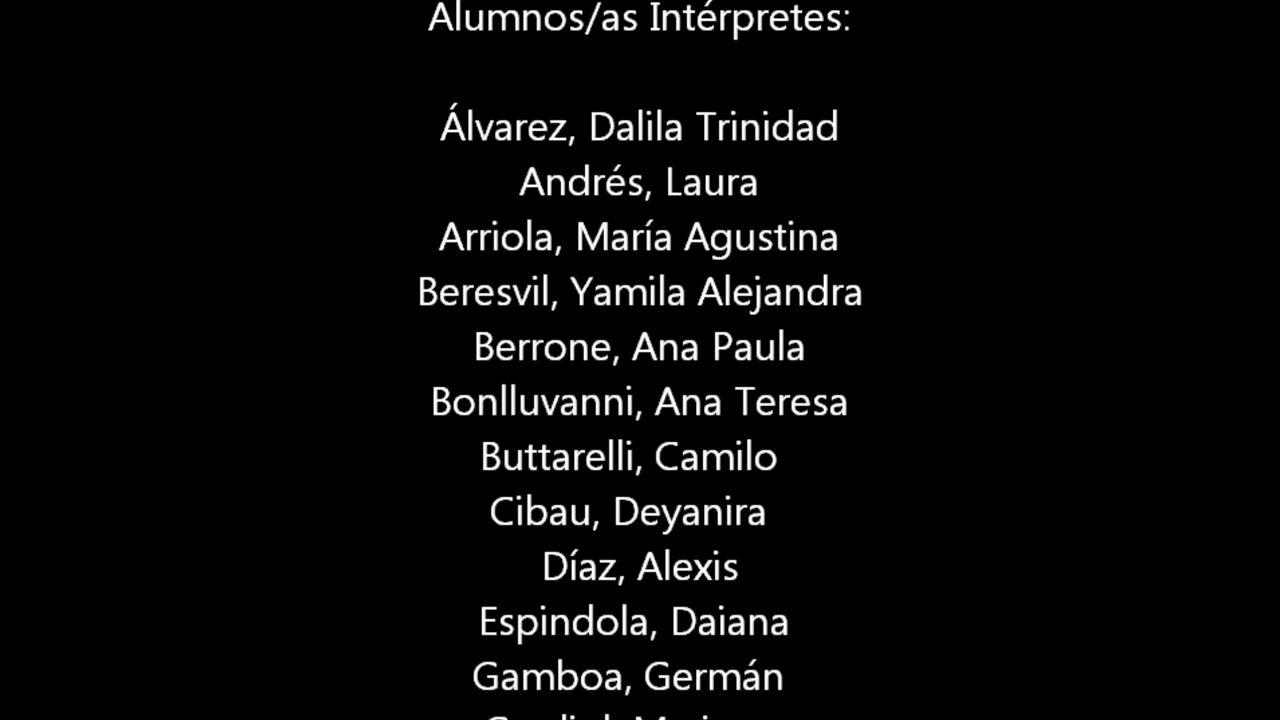 Alumnos/as Intérpretes:
Álvarez, Dalila Trinidad
Andrés, Laura
Arriola, María Agustina
Beresvil, Yamila Alejandra
Berrone, Ana Paula
Bonlluvanni, Ana Teresa
Buttarelli, Camilo
Cibau, Deyanira
Díaz, Alexis
Espindola, Daiana
Gamboa, Germán